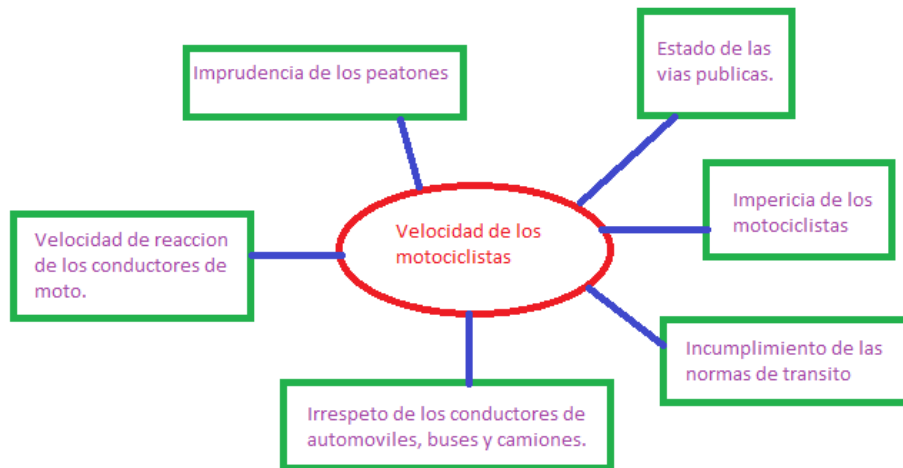 Imprudencia de los peatones
Estado de las
vias publicas.
Velocidad de los
motociclistas
Impericia de los
motociclistas
Velocidad de reaccion
de los conductores de
moto.
Incumplimiento de las
normas de transito
Irrespeto de los conductores de
automoviles, buses y camiones.